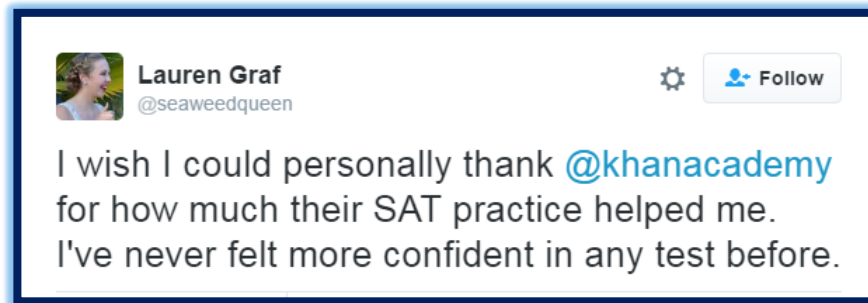 Lauren Graf
@seaweedqueen
Follow
I wish I could personally thank @khanacademy
for how much their SAT practice helped me.
I've never felt more confident in any test before.